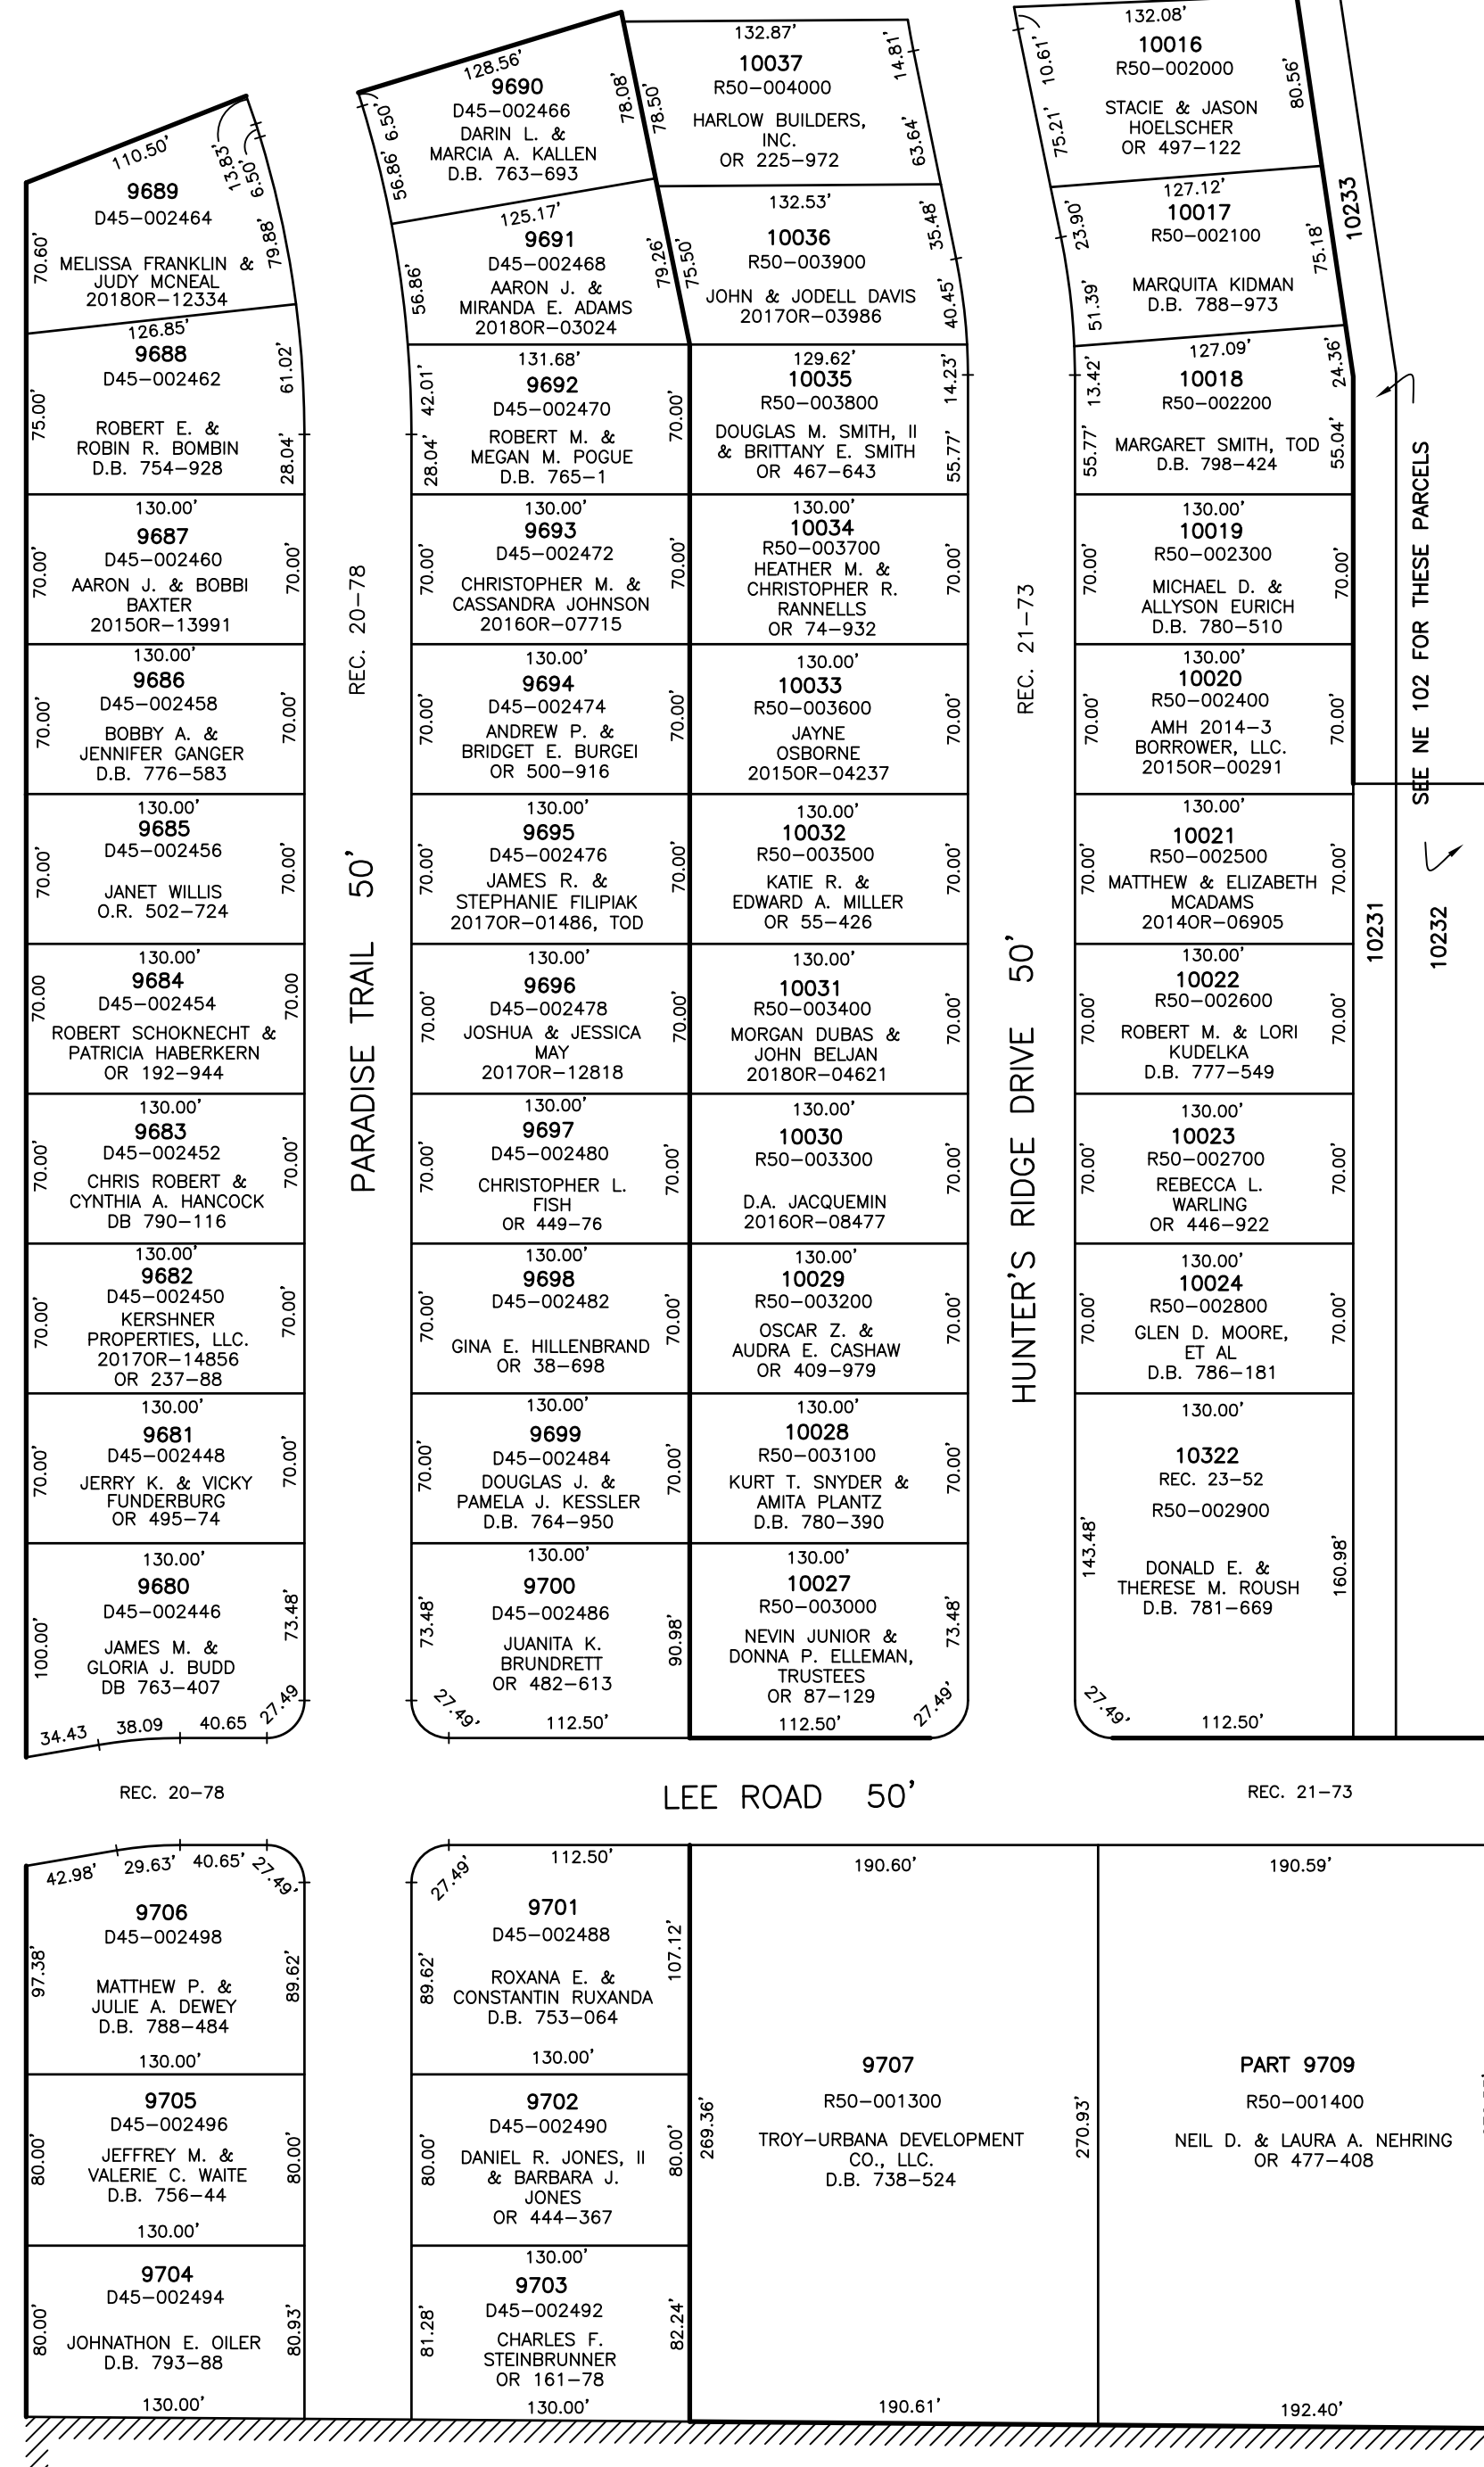 110.50'
13.83'
6.50'
9689
D45-002464
70.60'
79.88'
MELISSA FRANKLIN &
JUDY MCNEAL
2018OR-12334
126.85'
9688
D45-002462
75.00'
61.02'
ROBERT E. &
ROBIN R. BOMBIN
D.B. 754-928
28.04'
130.00'
9687
D45-002460
70.00'
70.00'
AARON J. & BOBBI
BAXTER
2015OR-13991
130.00'
9686
D45-002458
70.00'
70.00'
BOBBY A. &
JENNIFER GANGER
D.B. 776-583
130.00'
9685
D45-002456
70.00'
70.00'
JANET WILLIS
O.R. 502-724
130.00'
9684
D45-002454
70.00
70.00
ROBERT SCHOKNECHT &
PATRICIA HABERKERN
OR 192-944
130.00'
9683
D45-002452
70.00'
70.00'
CHRIS ROBERT &
CYNTHIA A. HANCOCK
DB 790-116
130.00'
9682
D45-002450
70.00'
70.00'
KERSHNER
PROPERTIES, LLC.
2017OR-14856
OR 237-88
130.00'
9681
D45-002448
70.00'
70.00'
JERRY K. & VICKY
FUNDERBURG
OR 495-74
130.00'
9680
D45-002446
100.00'
73.48'
JAMES M. &
GLORIA J. BUDD
DB 763-407
34.43
38.09
40.65
27.49
REC. 20-78
PARADISE TRAIL 50'
128.56'
9690
D45-002466
6.50'
56.86'
78.08'
DARIN L. &
MARCIA A. KALLEN
D.B. 763-693
125.17'
9691
D45-002468
56.86'
79.26'
AARON J. &
MIRANDA E. ADAMS
2018OR-03024
131.68'
9692
D45-002470
42.01'
70.00'
ROBERT M. &
MEGAN M. POGUE
D.B. 765-1
28.04'
130.00'
9693
D45-002472
70.00'
70.00'
CHRISTOPHER M. &
CASSANDRA JOHNSON
2016OR-07715
130.00'
9694
D45-002474
70.00'
70.00'
ANDREW P. &
BRIDGET E. BURGEI
OR 500-916
130.00'
9695
D45-002476
70.00'
70.00'
JAMES R. &
STEPHANIE FILIPIAK
2017OR-01486, TOD
130.00'
9696
D45-002478
70.00'
70.00'
JOSHUA & JESSICA
MAY
2017OR-12818
130.00'
9697
D45-002480
70.00'
70.00'
CHRISTOPHER L.
FISH
OR 449-76
130.00'
9698
D45-002482
70.00'
70.00'
GINA E. HILLENBRAND
OR 38-698
130.00'
9699
D45-002484
70.00'
70.00'
DOUGLAS J. &
PAMELA J. KESSLER
D.B. 764-950
130.00'
9700
D45-002486
73.48'
90.98'
JUANITA K.
BRUNDRETT
OR 482-613
27.49'
112.50'
132.87'
10037
R50-004000
78.50'
14.81'
63.64'
HARLOW BUILDERS,
INC.
OR 225-972
132.53'
10036
R50-003900
75.50'
35.48'
40.45'
JOHN & JODELL DAVIS
2017OR-03986
129.62'
10035
R50-003800
14.23'
55.77'
DOUGLAS M. SMITH, II
& BRITTANY E. SMITH
OR 467-643
130.00'
10034
R50-003700
70.00'
HEATHER M. &
CHRISTOPHER R.
RANNELLS
OR 74-932
130.00'
10033
R50-003600
70.00'
JAYNE
OSBORNE
2015OR-04237
130.00'
10032
R50-003500
70.00'
KATIE R. &
EDWARD A. MILLER
OR 55-426
130.00'
10031
R50-003400
70.00'
MORGAN DUBAS &
JOHN BELJAN
2018OR-04621
130.00'
10030
R50-003300
70.00'
D.A. JACQUEMIN
2016OR-08477
130.00'
10029
R50-003200
70.00'
OSCAR Z. &
AUDRA E. CASHAW
OR 409-979
130.00'
10028
R50-003100
70.00'
KURT T. SNYDER &
AMITA PLANTZ
D.B. 780-390
130.00'
10027
R50-003000
73.48'
NEVIN JUNIOR &
DONNA P. ELLEMAN,
TRUSTEES
OR 87-129
112.50'
27.49'
REC. 21-73
HUNTER'S RIDGE DRIVE 50'
132.08'
10016
R50-002000
10.61'
75.21'
80.56'
STACIE & JASON
HOELSCHER
OR 497-122
127.12'
10017
R50-002100
23.90'
51.39'
75.18'
MARQUITA KIDMAN
D.B. 788-973
127.09'
10018
R50-002200
13.42'
55.77'
24.36'
55.04'
MARGARET SMITH, TOD
D.B. 798-424
130.00'
10019
R50-002300
70.00'
70.00'
MICHAEL D. &
ALLYSON EURICH
D.B. 780-510
130.00'
10020
R50-002400
70.00'
70.00'
AMH 2014-3
BORROWER, LLC.
2015OR-00291
130.00'
10021
R50-002500
70.00'
70.00'
MATTHEW & ELIZABETH
MCADAMS
2014OR-06905
130.00'
10022
R50-002600
70.00'
70.00'
ROBERT M. & LORI
KUDELKA
D.B. 777-549
130.00'
10023
R50-002700
70.00'
70.00'
REBECCA L.
WARLING
OR 446-922
130.00'
10024
R50-002800
70.00'
70.00'
GLEN D. MOORE,
ET AL
D.B. 786-181
130.00'
10322
REC. 23-52
R50-002900
143.48'
160.98'
DONALD E. &
THERESE M. ROUSH
D.B. 781-669
27.49'
112.50'
10233
SEE NE 102 FOR THESE PARCELS
10231
10232
REC. 20-78
LEE ROAD 50'
REC. 21-73
42.98'
29.63'
40.65'
27.49'
9706
D45-002498
97.38'
89.62'
MATTHEW P. &
JULIE A. DEWEY
D.B. 788-484
130.00'
9705
D45-002496
80.00'
80.00'
JEFFREY M. &
VALERIE C. WAITE
D.B. 756-44
130.00'
9704
D45-002494
80.00'
80.93'
JOHNATHON E. OILER
D.B. 793-88
130.00'
27.49'
112.50'
9701
D45-002488
89.62'
107.12'
ROXANA E. &
CONSTANTIN RUXANDA
D.B. 753-064
130.00'
9702
D45-002490
80.00'
80.00'
DANIEL R. JONES, II
& BARBARA J.
JONES
OR 444-367
130.00'
9703
D45-002492
81.28'
82.24'
CHARLES F.
STEINBRUNNER
OR 161-78
130.00'
190.60'
9707
R50-001300
269.36'
270.93'
TROY-URBANA DEVELOPMENT
CO., LLC.
D.B. 738-524
190.61'
190.59'
PART 9709
R50-001400
NEIL D. & LAURA A. NEHRING
OR 477-408
192.40'